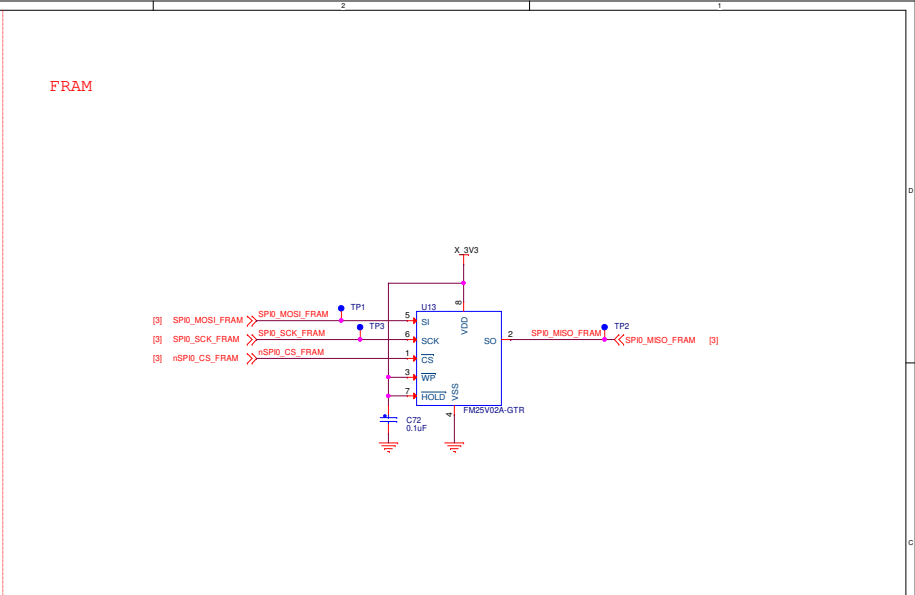 2
1
FRAM
D
X_3V3
8
U13
VDD
TP1
[3] SPI0_MOSI_FRAM SPI0_MOSI_FRAM 5 SI
TP3
[3] SPI0_SCK_FRAM SPI0_SCK_FRAM 6 SCK
SO 2 SPI0_MISO_FRAM SPI0_MISO_FRAM [3]
TP2
[3] nSPI0_CS_FRAM nSPI0_CS_FRAM 1 CS
3 WP
7 HOLD
VSS
4
FM25V02A-GTR
C72
0.1uF
C